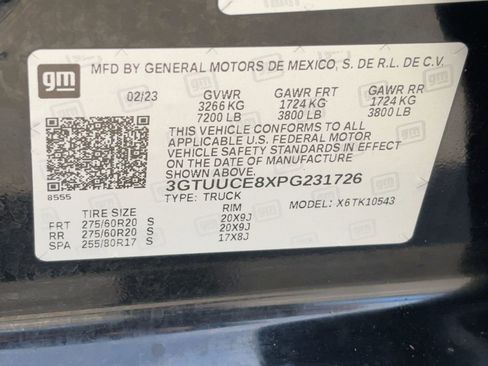 gm
MFD BY GENERAL MOTORS DE MEXICO, S. DE R.L. DE C.V.
02/23 GVWR GAWR FRT GAWR RR
3266 KG 1724 KG 1724 KG
7200 LB 3800 LB 3800 LB
THIS VEHICLE CONFORMS TO ALL
APPLICABLE U.S. FEDERAL MOTOR
VEHICLE SAFETY STANDARDS IN EFFECT
ON THE DATE OF MANUFACTURE
SHOWN ABOVE.
3GTUUCE8XPG231726
8555
TYPE: TRUCK MODEL: X6TK10543
TIRE SIZE RIM
FRT 275/60R20 S 20X9J
RR 275/60R20 S 20X9J
SPA 255/80R17 S 17X8J